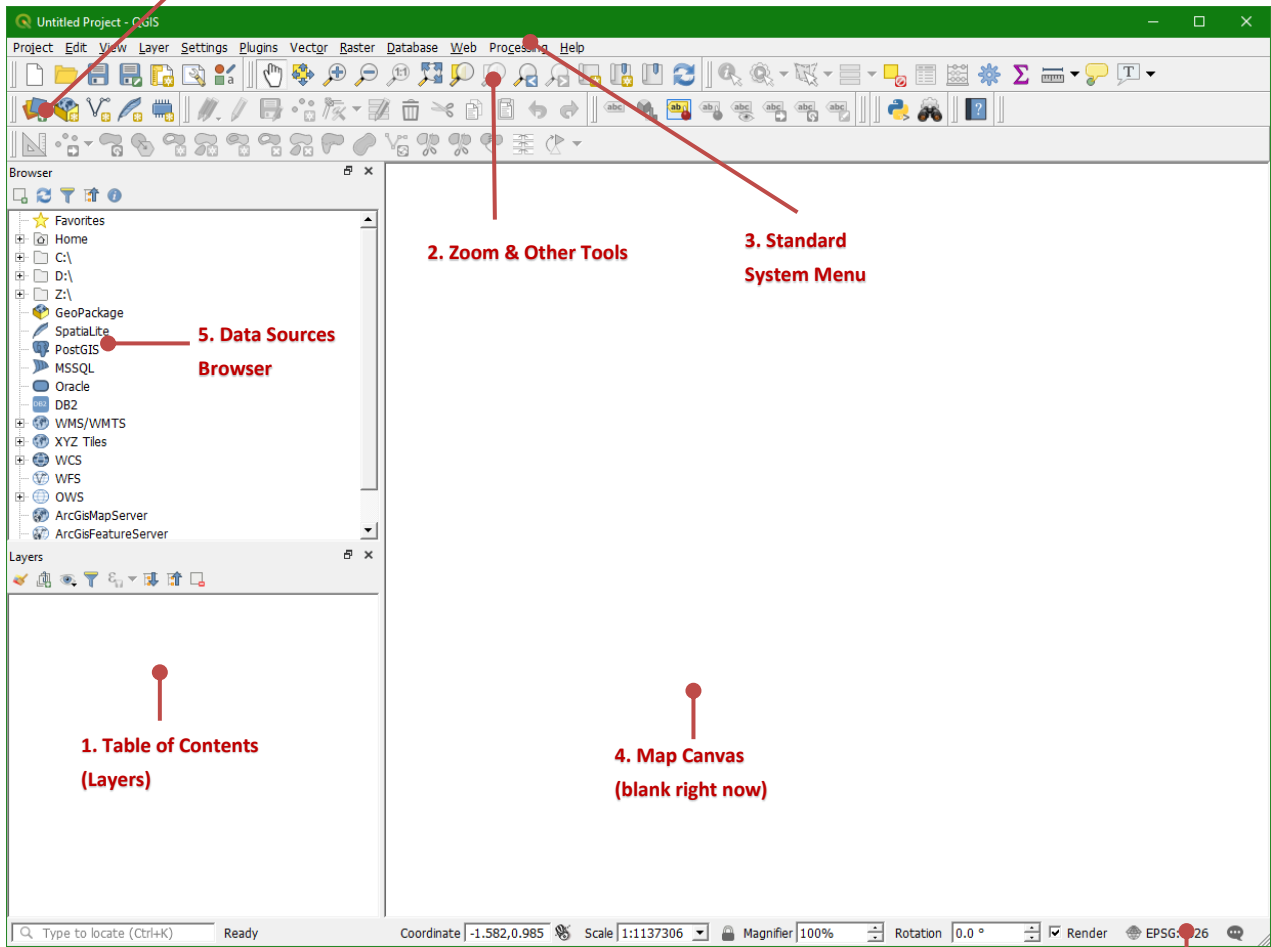 Untitled Project - QGIS
Project Edit View Layer Settings Plugins Vector Raster Database Web Processing Help
Browser
Favorites
Home
C:\
D:\
Z:\
GeoPackage
SpatiaLite
PostGIS
MSSQL
Oracle
DB2
WMS/WMTS
XYZ Tiles
WCS
WFS
OWS
ArcGisMapServer
ArcGisFeatureServer
2. Zoom & Other Tools
3. Standard
System Menu
5. Data Sources
Browser
Layers
1. Table of Contents
(Layers)
4. Map Canvas
(blank right now)
Type to locate (Ctrl+K) Ready Coordinate -1.582,0.985 Scale 1:1137306 Magnifier 100% Rotation 0.0 ° Render